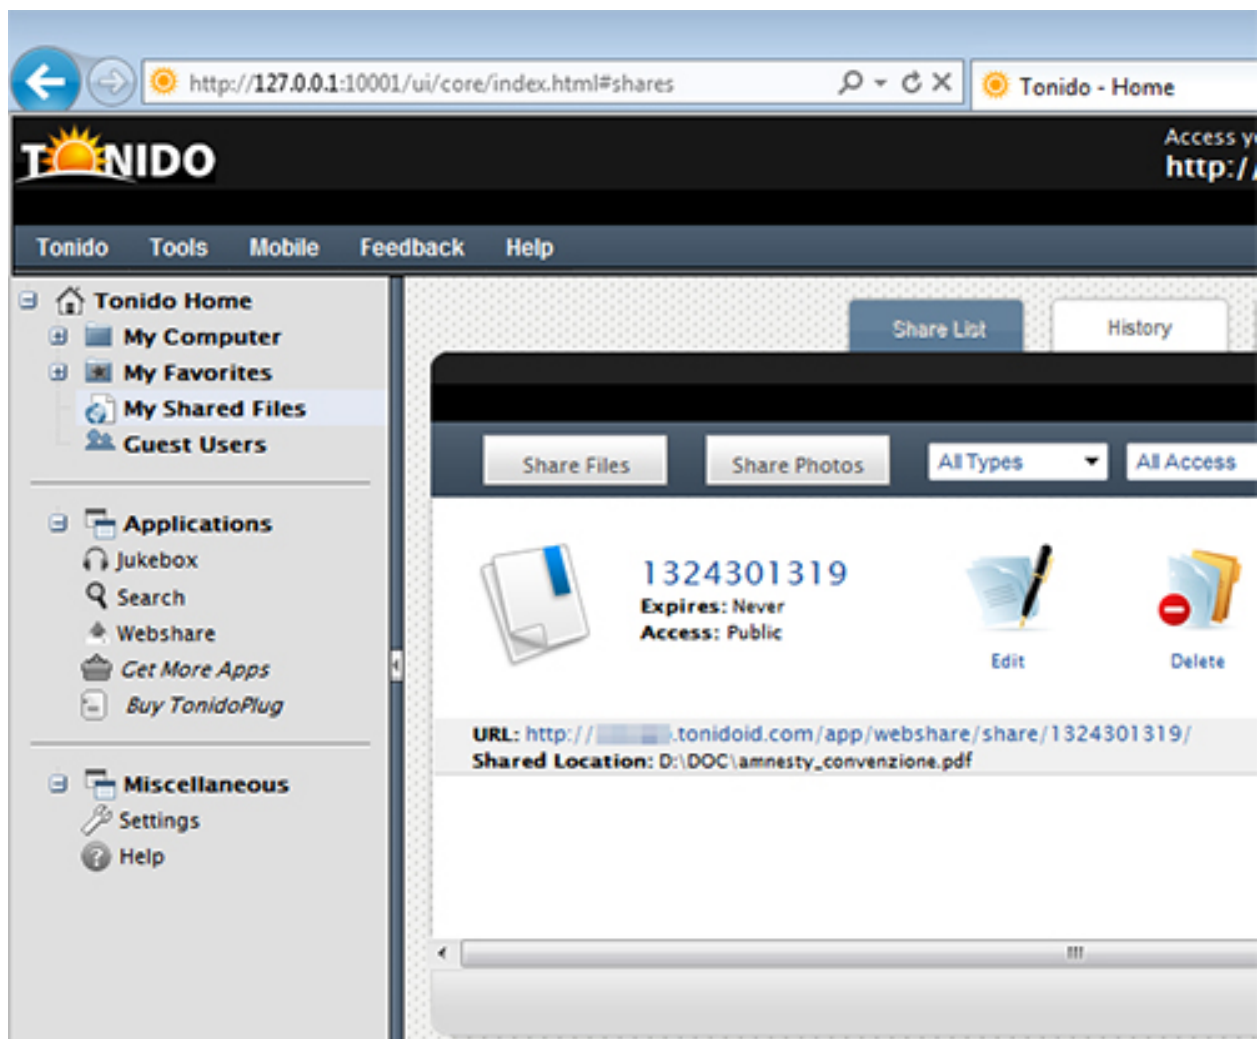 http://127.0.0.1:10001/ui/core/index.html#shares
Tonido - Home
TONIDO
Access
http://
Tonido Tools Mobile Feedback Help
Tonido Home
My Computer
My Favorites
My Shared Files
Guest Users
Applications
Jukebox
Search
Webshare
Get More Apps
Buy TonidoPlug
Miscellaneous
Settings
Help
Share List History
Share Files Share Photos All Types All Access
1324301319
Expires: Never
Access: Public
Edit Delete
URL: http:// .tonidoid.com/app/webshare/share/1324301319/
Shared Location: D:\DOC\amnesty_convenzione.pdf